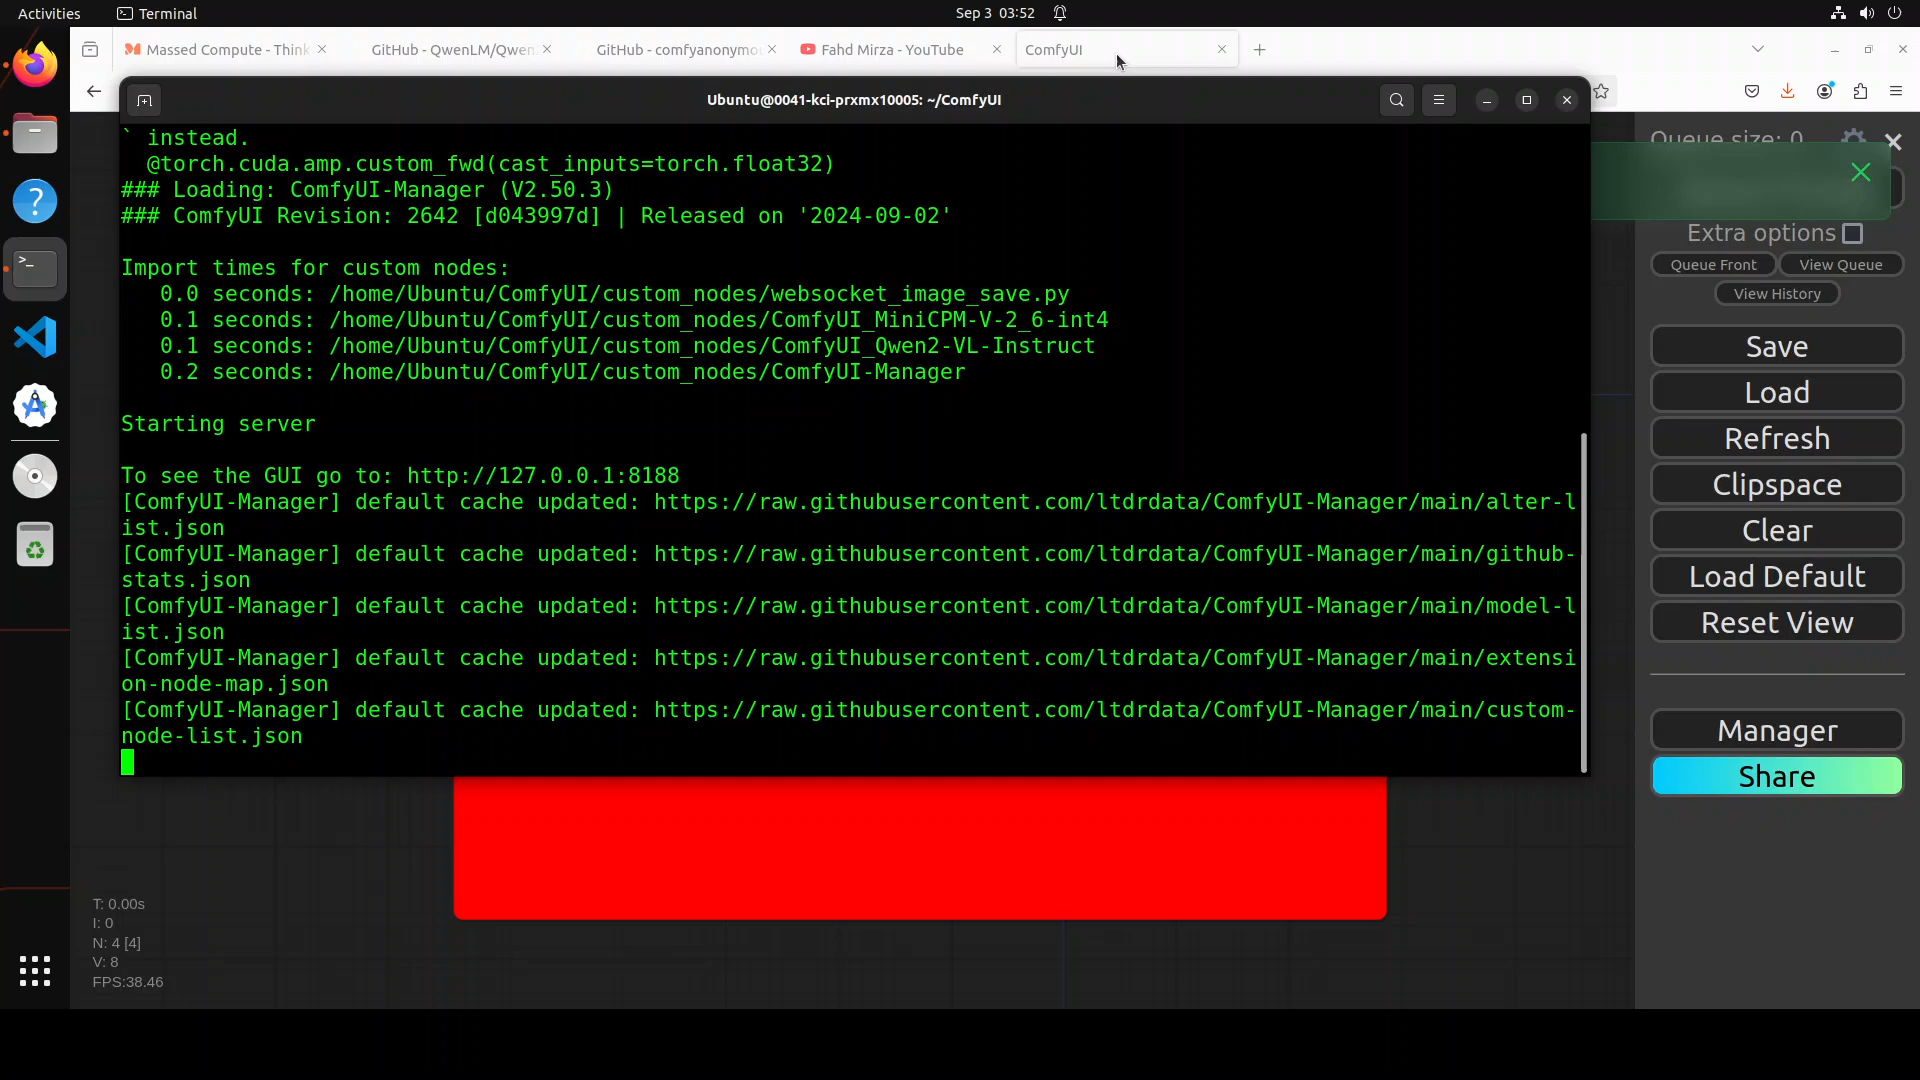 Activities
Terminal
Sep 3 03:52
Massed Compute - Think
GitHub - QwenLM/Qwen
GitHub - comfyanonymou
Fahd Mirza - YouTube
ComfyUI
Ubuntu@0041-kci-prxmx10005: ~/ComfyUI
` instead.
@torch.cuda.amp.custom_fwd(cast_inputs=torch.float32)
### Loading: ComfyUI-Manager (V2.50.3)
### ComfyUI Revision: 2642 [d043997d] | Released on '2024-09-02'
Import times for custom nodes:
0.0 seconds: /home/Ubuntu/ComfyUI/custom_nodes/websocket_image_save.py
0.1 seconds: /home/Ubuntu/ComfyUI/custom_nodes/ComfyUI_MiniCPM-V-2_6-int4
0.1 seconds: /home/Ubuntu/ComfyUI/custom_nodes/ComfyUI_Qwen2-VL-Instruct
0.2 seconds: /home/Ubuntu/ComfyUI/custom_nodes/ComfyUI-Manager
Starting server
To see the GUI go to: http://127.0.0.1:8188
[ComfyUI-Manager] default cache updated: https://raw.githubusercontent.com/ltdrdata/ComfyUI-Manager/main/alter-l
ist.json
[ComfyUI-Manager] default cache updated: https://raw.githubusercontent.com/ltdrdata/ComfyUI-Manager/main/github-
stats.json
[ComfyUI-Manager] default cache updated: https://raw.githubusercontent.com/ltdrdata/ComfyUI-Manager/main/model-l
ist.json
[ComfyUI-Manager] default cache updated: https://raw.githubusercontent.com/ltdrdata/ComfyUI-Manager/main/extensi
on-node-map.json
[ComfyUI-Manager] default cache updated: https://raw.githubusercontent.com/ltdrdata/ComfyUI-Manager/main/custom-
node-list.json
Queue size: 0
Extra options
Queue Front
View Queue
View History
Save
Load
Refresh
Clipspace
Clear
Load Default
Reset View
Manager
Share
T: 0.00s
I: 0
N: 4 [4]
V: 8
FPS:38.46